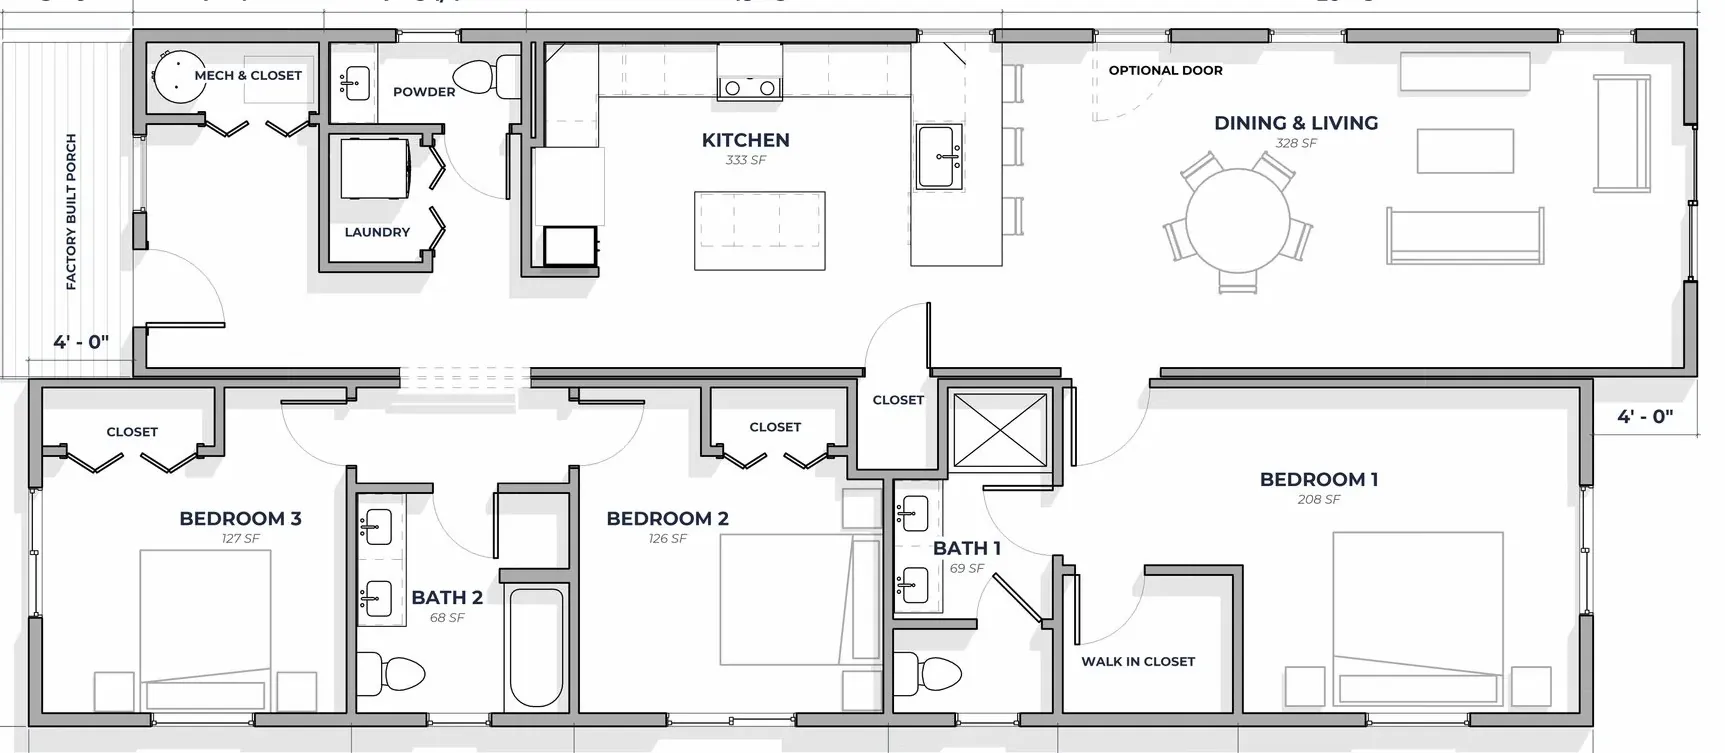 MECH & CLOSET
POWDER
OPTIONAL DOOR
KITCHEN
333 SF
DINING & LIVING
328 SF
FACTORY BUILT PORCH
LAUNDRY
4' - 0"
CLOSET
CLOSET
CLOSET
4' - 0"
BEDROOM 3
127 SF
BEDROOM 2
126 SF
BATH 1
69 SF
BEDROOM 1
208 SF
BATH 2
68 SF
WALK IN CLOSET